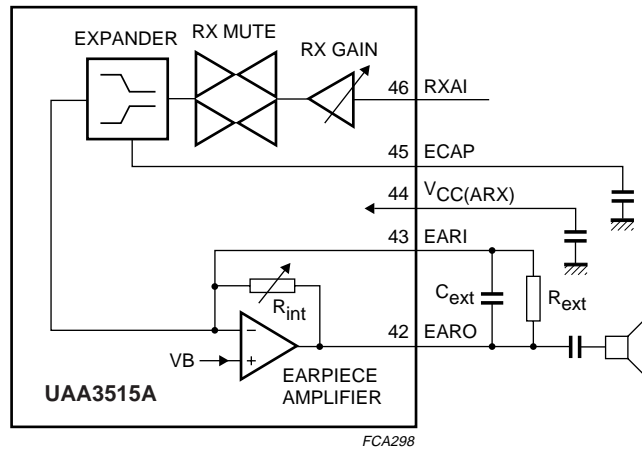 EXPANDER
RX MUTE
RX GAIN
46 RXAI
45 ECAP
44 VCC(ARX)
43 EARI
Rint
Cext
Rext
−
42 EARO
VB
+
EARPIECE
AMPLIFIER
UAA3515A
FCA298